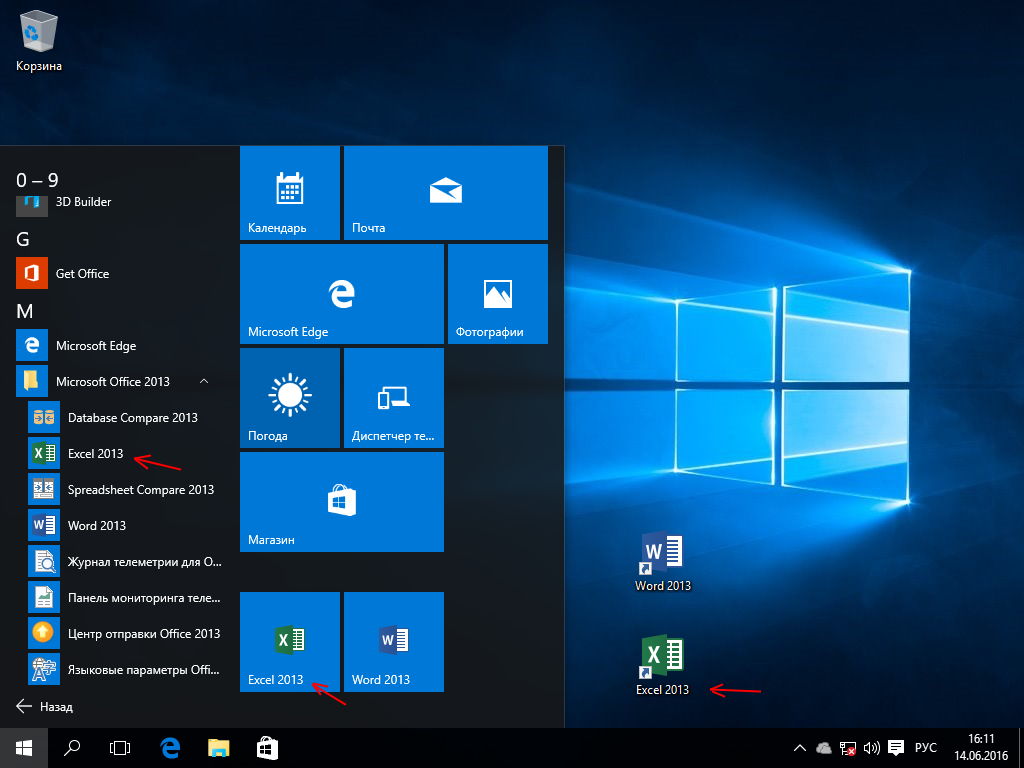 Корзина
0 – 9
3D Builder
G
Get Office
M
Microsoft Edge
Microsoft Office 2013
Database Compare 2013
Excel 2013
Spreadsheet Compare 2013
Word 2013
Журнал телеметрии для O...
Панель мониторинга теле...
Центр отправки Office 2013
Языковые параметры Offi...
Назад
Календарь
Почта
Microsoft Edge
Фотографии
Погода
Диспетчер те...
Магазин
Excel 2013
Word 2013
Word 2013
Excel 2013
РУС
16:11
14.06.2016